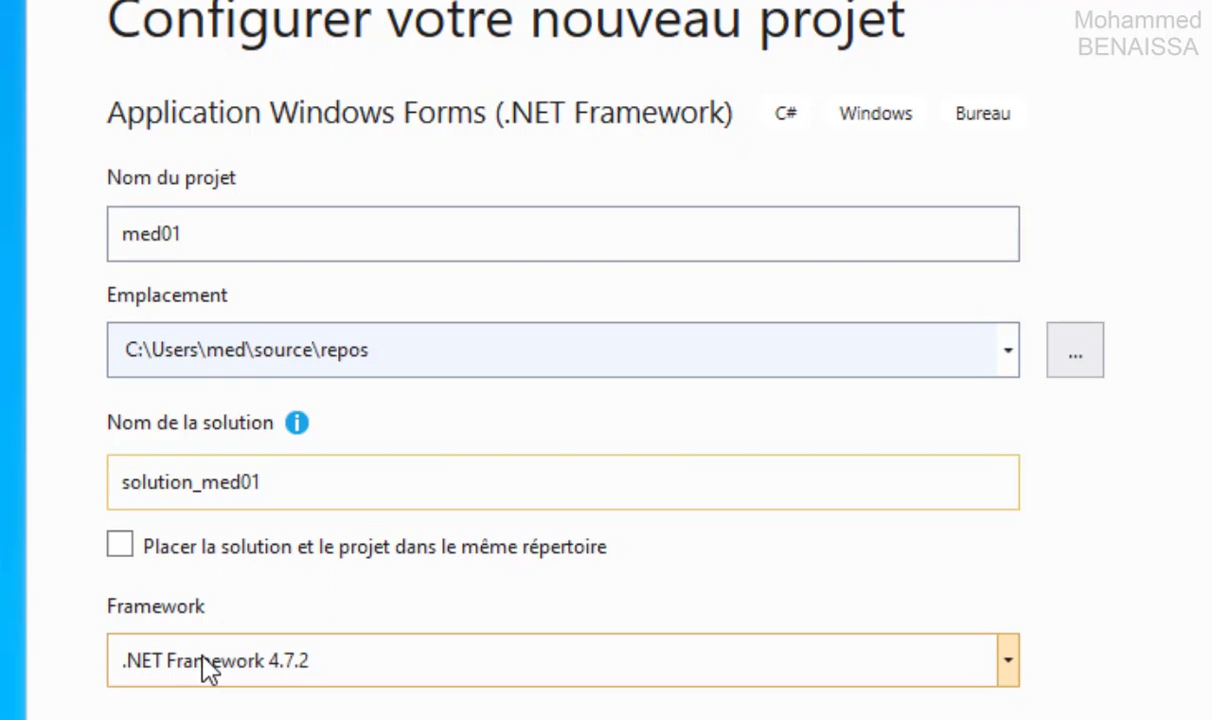 Configurer votre nouveau projet
Mohammed
BENAISSA
Application Windows Forms (.NET Framework) C# Windows Bureau
Nom du projet
med01
Emplacement
C:\Users\med\source\repos
...
Nom de la solution
solution_med01
Placer la solution et le projet dans le même répertoire
Framework
.NET Framework 4.7.2